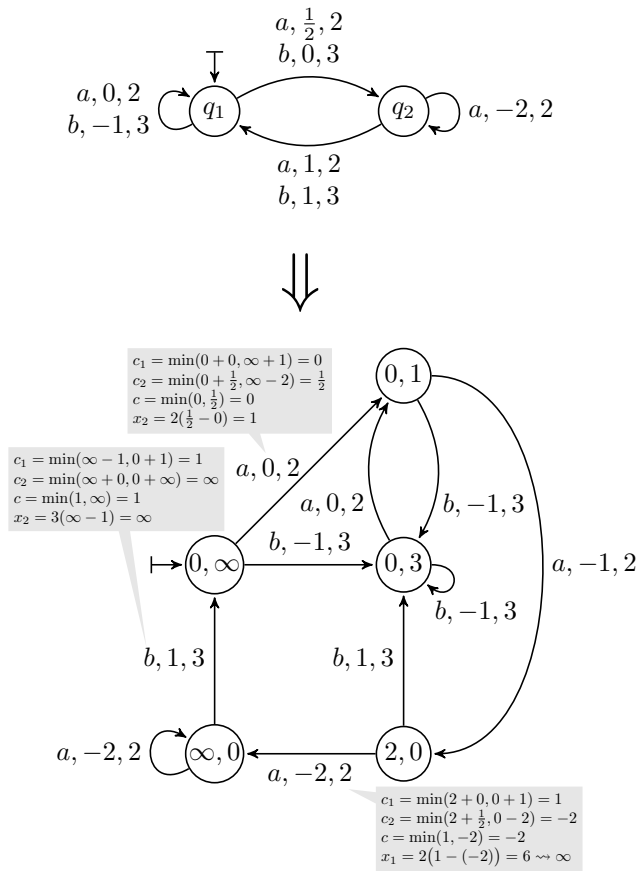 a, 1/2, 2
b, 0, 3
a, 0, 2
b, −1, 3
q₁
q₂
a, −2, 2
a, 1, 2
b, 1, 3
⇓
c₁ = min(0 + 0, ∞ + 1) = 0
c₂ = min(0 + 1/2, ∞ − 2) = 1/2
c = min(0, 1/2) = 0
x₂ = 2(1/2 − 0) = 1
0, 1
c₁ = min(∞ − 1, 0 + 1) = 1
c₂ = min(∞ + 0, 0 + ∞) = ∞
c = min(1, ∞) = 1
x₂ = 3(∞ − 1) = ∞
a, 0, 2
a, 0, 2
b, −1, 3
b, −1, 3
0, ∞
0, 3
a, −1, 2
b, −1, 3
b, 1, 3
b, 1, 3
a, −2, 2
∞, 0
2, 0
a, −2, 2
c₁ = min(2 + 0, 0 + 1) = 1
c₂ = min(2 + 1/2, 0 − 2) = −2
c = min(1, −2) = −2
x₁ = 2(1 − (−2)) = 6 ⇝ ∞